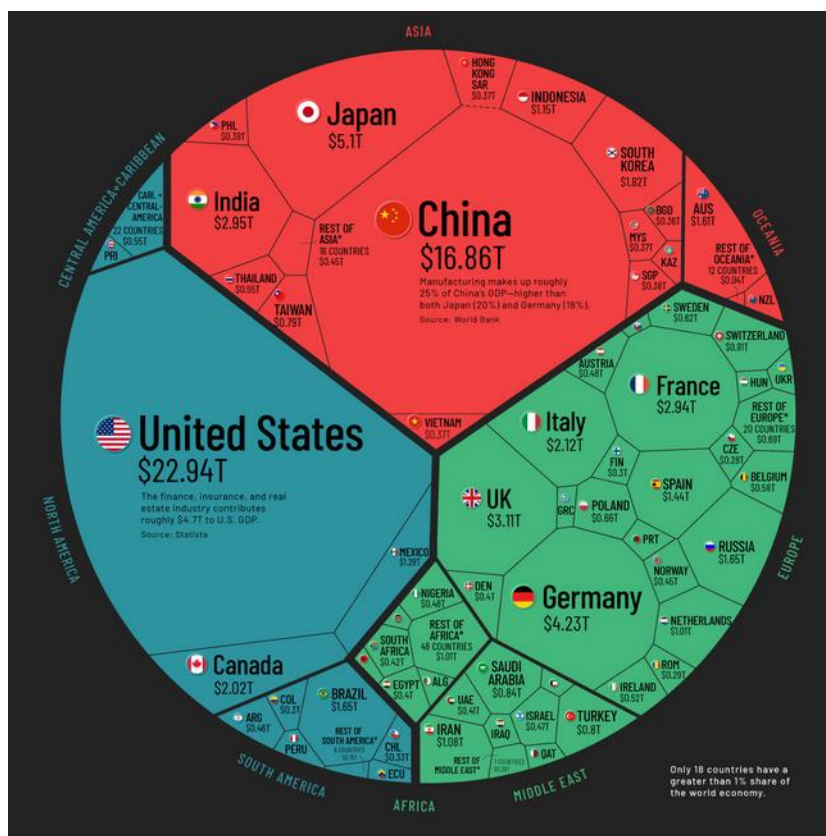 ASIA
HONG
KONG
SAR
$0.37T
INDONESIA
$1.15T
Japan
$5.1T
PHL
$0.38T
SOUTH
KOREA
$1.82T
India
$2.95T
REST OF
ASIA*
16 COUNTRIES
$0.45T
China
$16.86T
Manufacturing makes up roughly
25% of China's GDP—higher than
both Japan (20%) and Germany (18%).
Source: World Bank
BGD
$0.36T
MYS
$0.37T
KAZ
SGP
$0.38T
THAILAND
$0.55T
TAIWAN
$0.79T
VIETNAM
$0.37T
OCEANIA
AUS
$1.61T
REST OF
OCEANIA*
12 COUNTRIES
$0.04T
NZL
CENTRAL AMERICA+CARIBBEAN
CARI. +
CENTRAL-
AMERICA
22 COUNTRIES
$0.55T
PRI
NORTH AMERICA
United States
$22.94T
The finance, insurance, and real
estate industry contributes
roughly $4.7T to U.S. GDP.
Source: Statista
MEXICO
$1.29T
Canada
$2.02T
EUROPE
SWEDEN
$0.62T
SWITZERLAND
$0.81T
AUSTRIA
$0.48T
France
$2.94T
HUN
UKR
REST OF
EUROPE*
20 COUNTRIES
$0.69T
Italy
$2.12T
CZE
$0.28T
FIN
$0.3T
SPAIN
$1.44T
BELGIUM
$0.58T
UK
$3.11T
GRC
POLAND
$0.66T
PRT
RUSSIA
$1.65T
NORWAY
$0.45T
DEN
$0.4T
Germany
$4.23T
NETHERLANDS
$1.01T
ROM
$0.29T
IRELAND
$0.52T
AFRICA
NIGERIA
$0.48T
REST OF
AFRICA*
48 COUNTRIES
$1.01T
SOUTH
AFRICA
$0.42T
EGYPT
$0.4T
ALG
MIDDLE EAST
SAUDI
ARABIA
$0.84T
UAE
$0.41T
ISRAEL
$0.47T
TURKEY
$0.8T
IRAN
$1.08T
IRAQ
QAT
REST OF
MIDDLE EAST*
7 COUNTRIES
SOUTH AMERICA
COL
$0.3T
BRAZIL
$1.65T
ARG
$0.46T
PERU
REST OF
SOUTH AMERICA*
CHL
$0.33T
ECU
Only 18 countries have a
greater than 1% share of
the world economy.